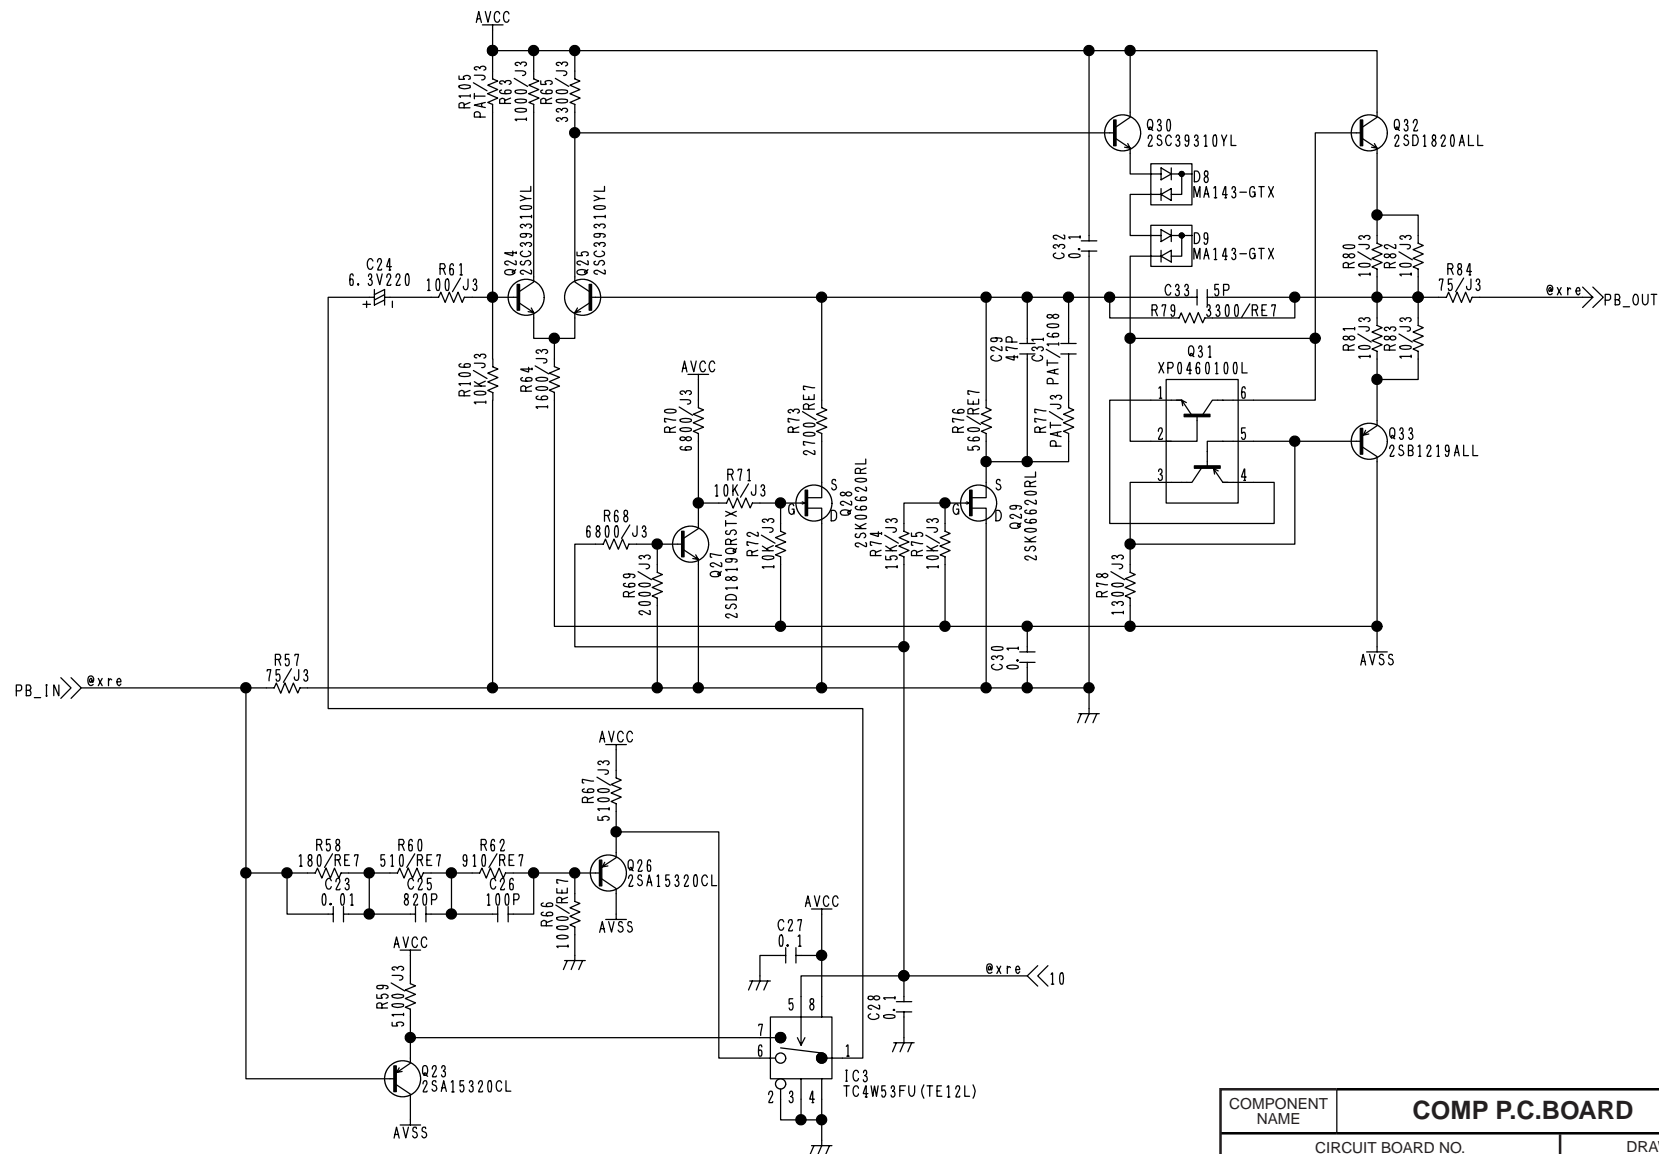 AVCC
R105
PAT/J3
R63
1000/J3
R65
3300/J3
Q30
2SC3931OYL
Q32
2SD1820ALL
D8
MA143-GTX
D9
MA143-GTX
Q24
2SC3931OYL
Q25
2SC3931OYL
C32
0.1
R80
10/J3
R82
10/J3
C24
6.3V220
+ -
R61
100/J3
C33
5P
R79
3300/RE7
R84
75/J3
@xre
PB_OUT
R106
10K/J3
R64
1600/J3
AVCC
R70
6800/J3
R73
2700/RE7
R76
560/RE7
C29
47P
C31
PAT/1608
R77
PAT/J3
Q31
XP0460100L
1
6
2
5
3
4
R81
10/J3
R83
10/J3
Q33
2SB1219ALL
R71
10K/J3
G
S
D
Q28
2SK06620RL
R68
6800/J3
R69
2000/J3
Q27
2SD1819QRSTX
R72
10K/J3
R74
15K/J3
R75
10K/J3
G
S
D
Q29
2SK06620RL
R78
1300/J3
C30
0.1
AVSS
PB_IN
@xre
R57
75/J3
AVCC
R67
5100/J3
R58
180/RE7
C23
0.01
R60
510/RE7
C25
820P
R62
910/RE7
C26
100P
R66
1000/RE7
Q26
2SA1532OCL
AVSS
AVCC
R59
5100/J3
Q23
2SA1532OCL
AVSS
AVCC
C27
0.1
@xre
10
C28
0.1
5
8
7
6
1
2
3
4
IC3
TC4W53FU(TE12L)
COMPONENT
NAME
COMP P.C.BOARD
CIRCUIT BOARD NO.